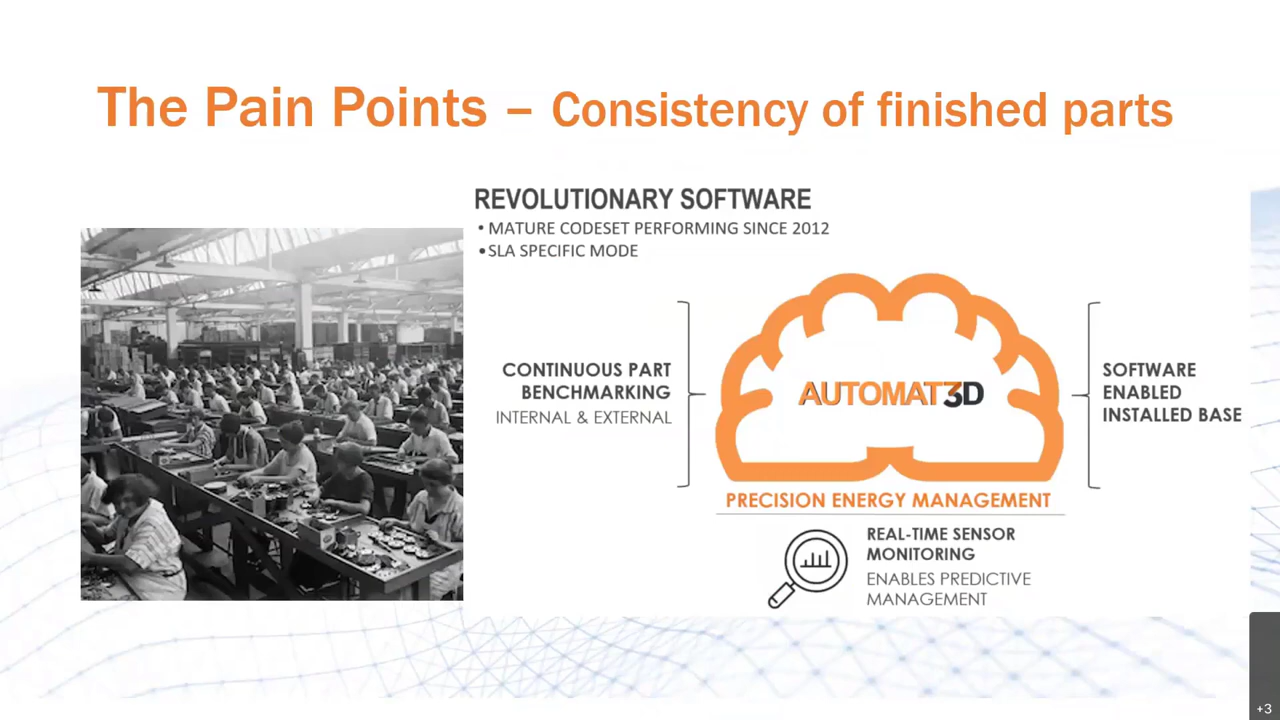 The Pain Points – Consistency of finished parts
REVOLUTIONARY SOFTWARE
• MATURE CODESET PERFORMING SINCE 2012
• SLA SPECIFIC MODE
CONTINUOUS PART
BENCHMARKING
INTERNAL & EXTERNAL
AUTOMAT3D
SOFTWARE
ENABLED
INSTALLED BASE
PRECISION ENERGY MANAGEMENT
REAL-TIME SENSOR
MONITORING
ENABLES PREDICTIVE
MANAGEMENT
+3